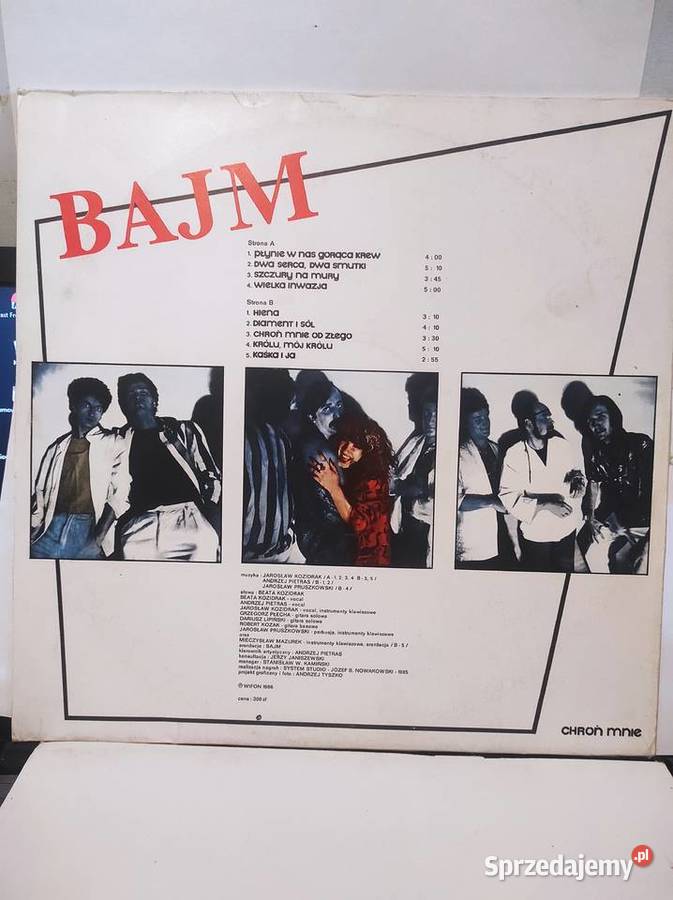 BAJM
Strona A
1. Płynie w nas gorąca krew 4:00
2. Dwa serca, dwa smutki 5:10
3. Szczury na mury 3:45
4. Wielka inwazja 5:00
Strona B
1. Hiena 3:10
2. Diament i sól 4:10
3. Chroń mnie od złego 3:30
4. Królu, mój królu 5:10
5. Kaśka i ja 2:55
muzyka : JAROSŁAW KOZIDRAK / A - 1, 2, 3, 4 B - 3, 5 /
ANDRZEJ PIETRAS / B - 1, 2 /
JAROSŁAW PRUSZKOWSKI / B - 4 /
słowa : BEATA KOZIDRAK
BEATA KOZIDRAK - vocal
ANDRZEJ PIETRAS - vocal
JAROSŁAW KOZIDRAK - vocal, instrumenty klawiszowe
GRZEGORZ PŁECHA - gitara solowa
DARIUSZ LIPIŃSKI - gitara solowa
ROBERT KOZAK - gitara basowa
JAROSŁAW PRUSZKOWSKI - perkusja, instrumenty klawiszowe
oraz
MIECZYSŁAW MAZUREK - instrumenty klawiszowe, aranżacja / B - 5 /
aranżacja : BAJM
kierownik artystyczny : ANDRZEJ PIETRAS
konsultacja : JERZY JANISZEWSKI
manager : STANISŁAW W. KAMIŃSKI
realizacja nagrań : SYSTEM STUDIO - JÓZEF B. NOWAKOWSKI - 1985
projekt graficzny i foto : ANDRZEJ TYSZKO
Ⓟ WIFON 1986
cena : 300 zł
Chroń mnie
Sprzedajemy.pl